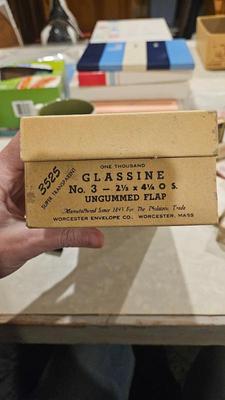 3525
SUPER TRANSPARENT
ONE THOUSAND
GLASSINE
No. 3 – 2½ x 4¼ O S.
UNGUMMED FLAP
Manufactured Since 1893 For The Philatelic Trade
WORCESTER ENVELOPE CO., WORCESTER, MASS